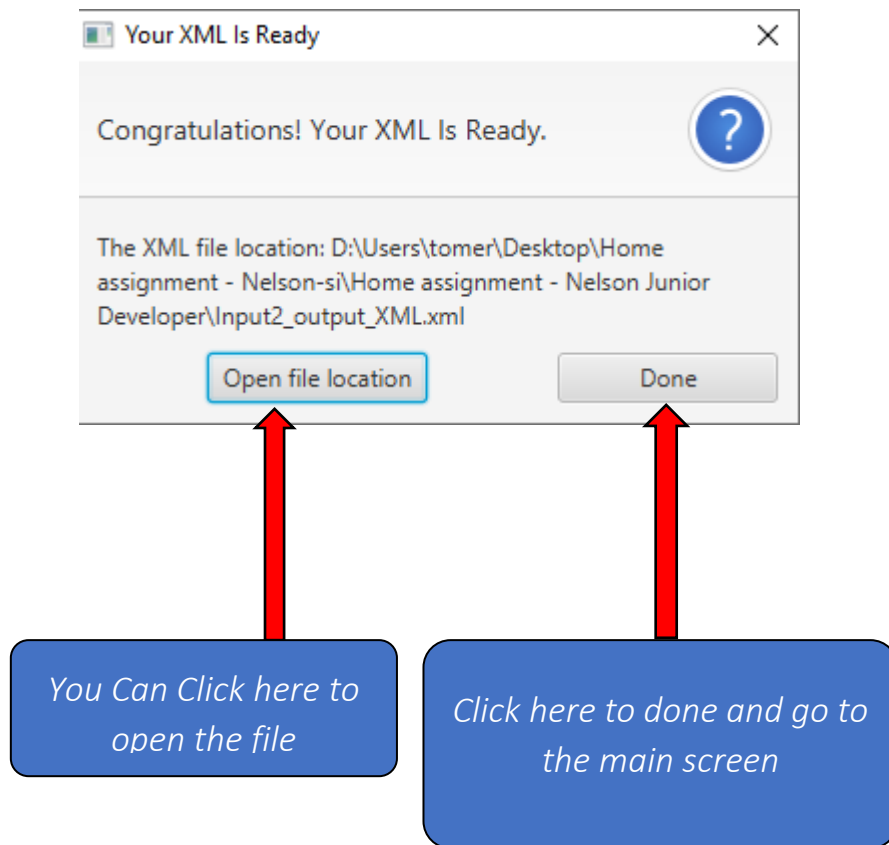 Your XML Is Ready
Congratulations! Your XML Is Ready.
?
The XML file location: D:\Users\tomer\Desktop\Home
assignment - Nelson-si\Home assignment - Nelson Junior
Developer\Input2_output_XML.xml
Open file location
Done
You Can Click here to
open the file
Click here to done and go to
the main screen